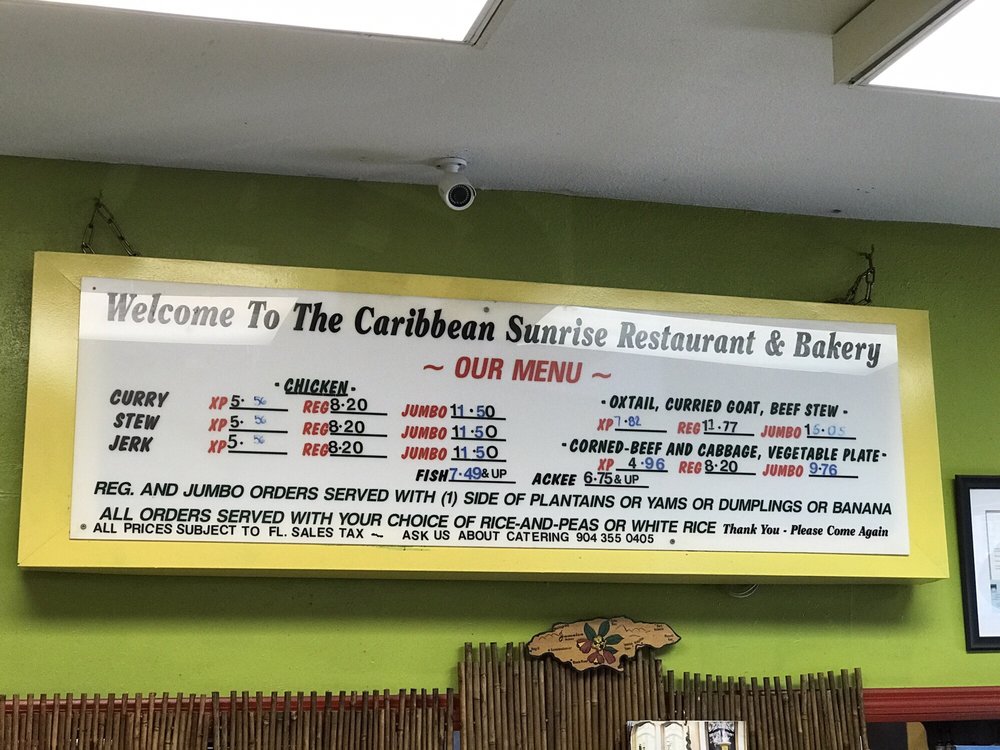 Welcome To The Caribbean Sunrise Restaurant & Bakery
~ OUR MENU ~
- CHICKEN -
CURRY XP 5.56 REG 8.20 JUMBO 11.50
STEW XP 5.56 REG 8.20 JUMBO 11.50
JERK XP 5.56 REG 8.20 JUMBO 11.50
- OXTAIL, CURRIED GOAT, BEEF STEW -
XP 7.82 REG 11.77 JUMBO 15.05
- CORNED-BEEF AND CABBAGE, VEGETABLE PLATE -
XP 4.96 REG 8.20 JUMBO 9.76
FISH 7.49 & UP ACKEE 6.75 & UP
REG. AND JUMBO ORDERS SERVED WITH (1) SIDE OF PLANTAINS OR YAMS OR DUMPLINGS OR BANANA
ALL ORDERS SERVED WITH YOUR CHOICE OF RICE-AND-PEAS OR WHITE RICE Thank You - Please Come Again
ALL PRICES SUBJECT TO FL. SALES TAX ~ ASK US ABOUT CATERING 904 355 0405